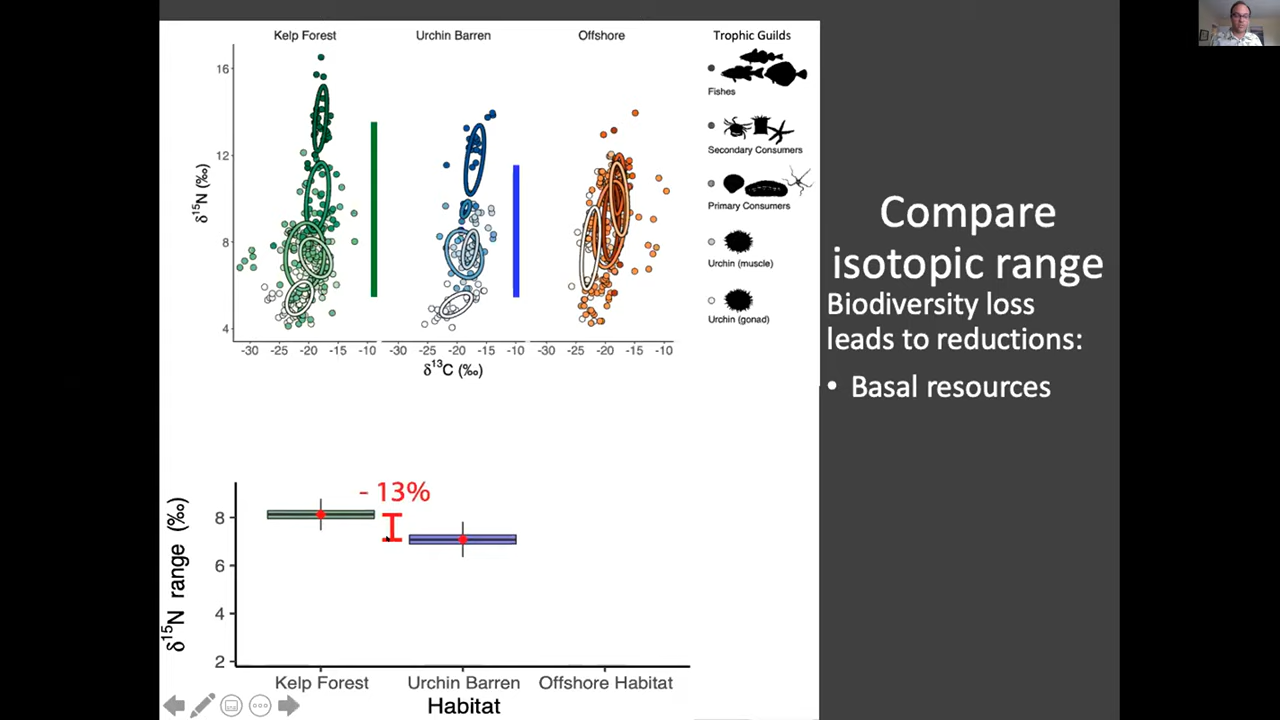 Kelp Forest
Urchin Barren
Offshore
Trophic Guilds
16
12
8
4
δ15N (‰)
-30 -25 -20 -15 -10
-30 -25 -20 -15 -10
-30 -25 -20 -15 -10
δ13C (‰)
Fishes
Secondary Consumers
Primary Consumers
Urchin (muscle)
Urchin (gonad)
Compare
isotopic range
Biodiversity loss
leads to reductions:
• Basal resources
- 13%
8
6
4
2
δ15N range (‰)
Kelp Forest
Urchin Barren
Offshore Habitat
Habitat